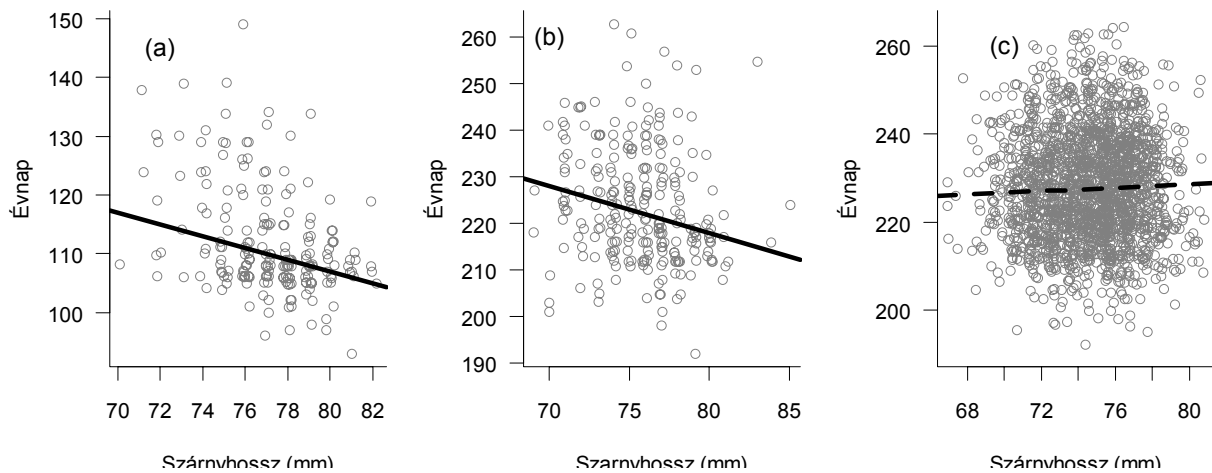 (a)
Évnap
150
140
130
120
110
100
70 72 74 76 78 80 82
Szárnyhossz (mm)
(b)
Évnap
260
250
240
230
220
210
200
190
70 75 80 85
Szarnyhossz (mm)
(c)
Évnap
260
240
220
200
68 72 76 80
Szárnyhossz (mm)